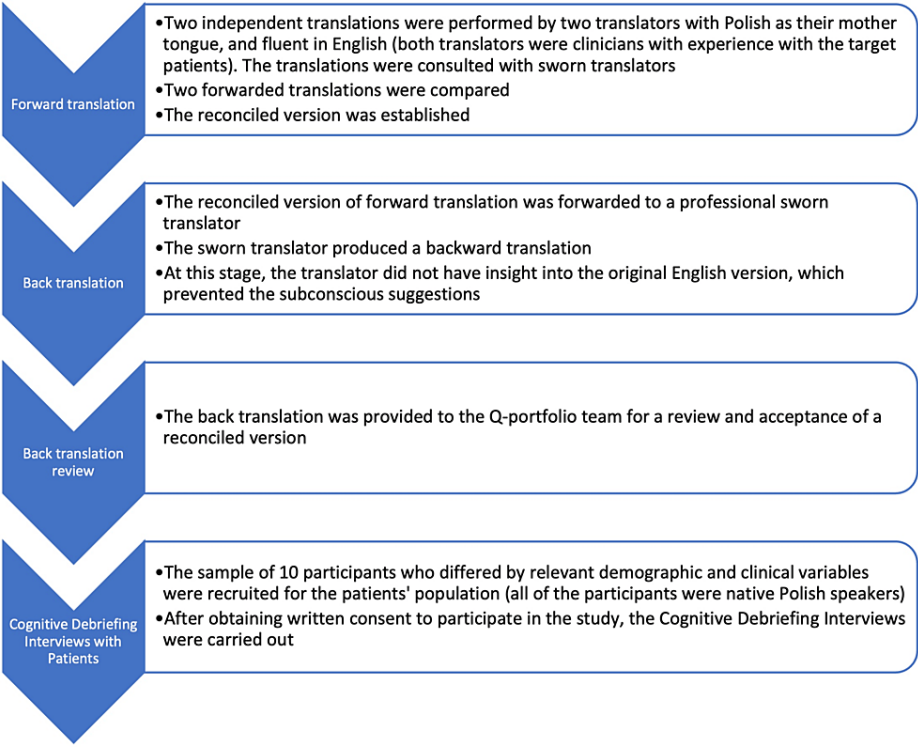 Forward translation
•Two independent translations were performed by two translators with Polish as their mother
tongue, and fluent in English (both translators were clinicians with experience with the target
patients). The translations were consulted with sworn translators
•Two forwarded translations were compared
•The reconciled version was established
Back translation
•The reconciled version of forward translation was forwarded to a professional sworn
translator
•The sworn translator produced a backward translation
•At this stage, the translator did not have insight into the original English version, which
prevented the subconscious suggestions
Back translation
review
•The back translation was provided to the Q-portfolio team for a review and acceptance of a
reconciled version
Cognitive Debriefing
Interviews with
Patients
•The sample of 10 participants who differed by relevant demographic and clinical variables
were recruited for the patients' population (all of the participants were native Polish speakers)
•After obtaining written consent to participate in the study, the Cognitive Debriefing Interviews
were carried out